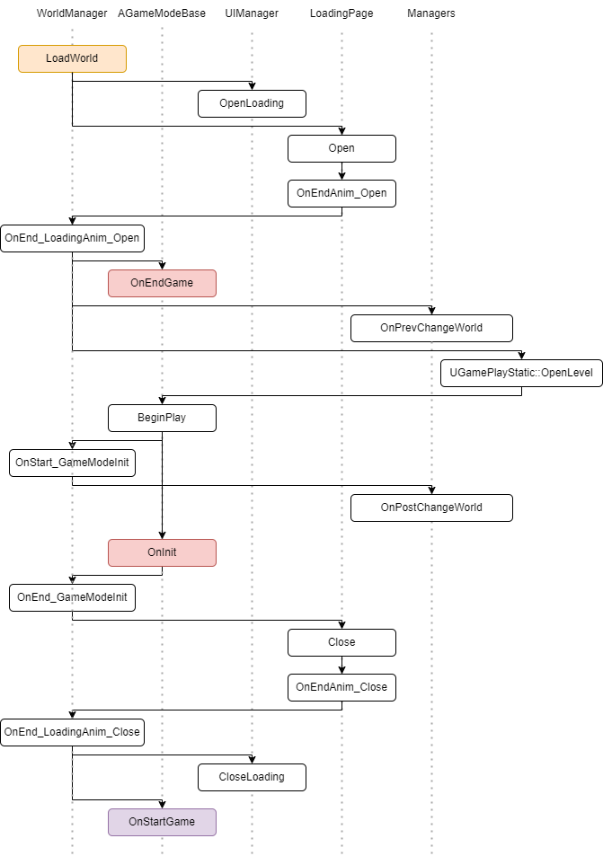 WorldManager
AGameModeBase
UIManager
LoadingPage
Managers
LoadWorld
OpenLoading
Open
OnEndAnim_Open
OnEnd_LoadingAnim_Open
OnEndGame
OnPrevChangeWorld
UGamePlayStatic::OpenLevel
BeginPlay
OnStart_GameModeInit
OnPostChangeWorld
OnInit
OnEnd_GameModeInit
Close
OnEndAnim_Close
OnEnd_LoadingAnim_Close
CloseLoading
OnStartGame